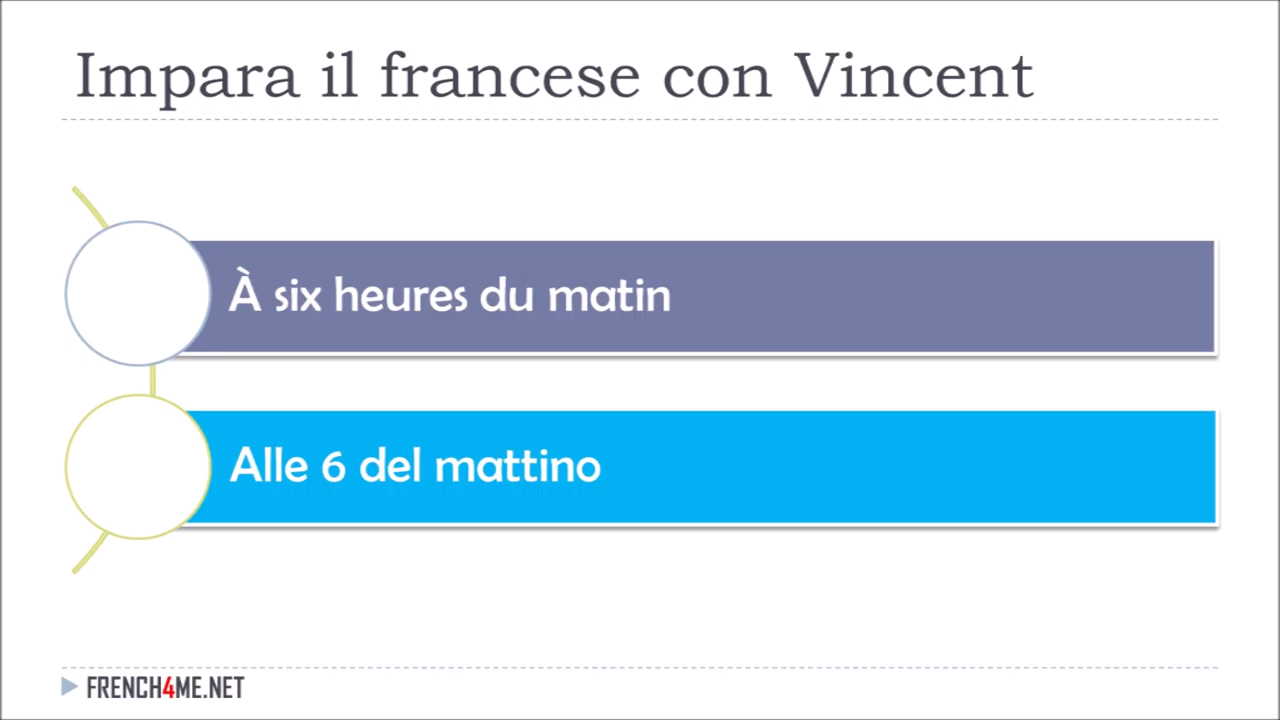 Impara il francese con Vincent
À six heures du matin
Alle 6 del mattino
FRENCH4ME.NET